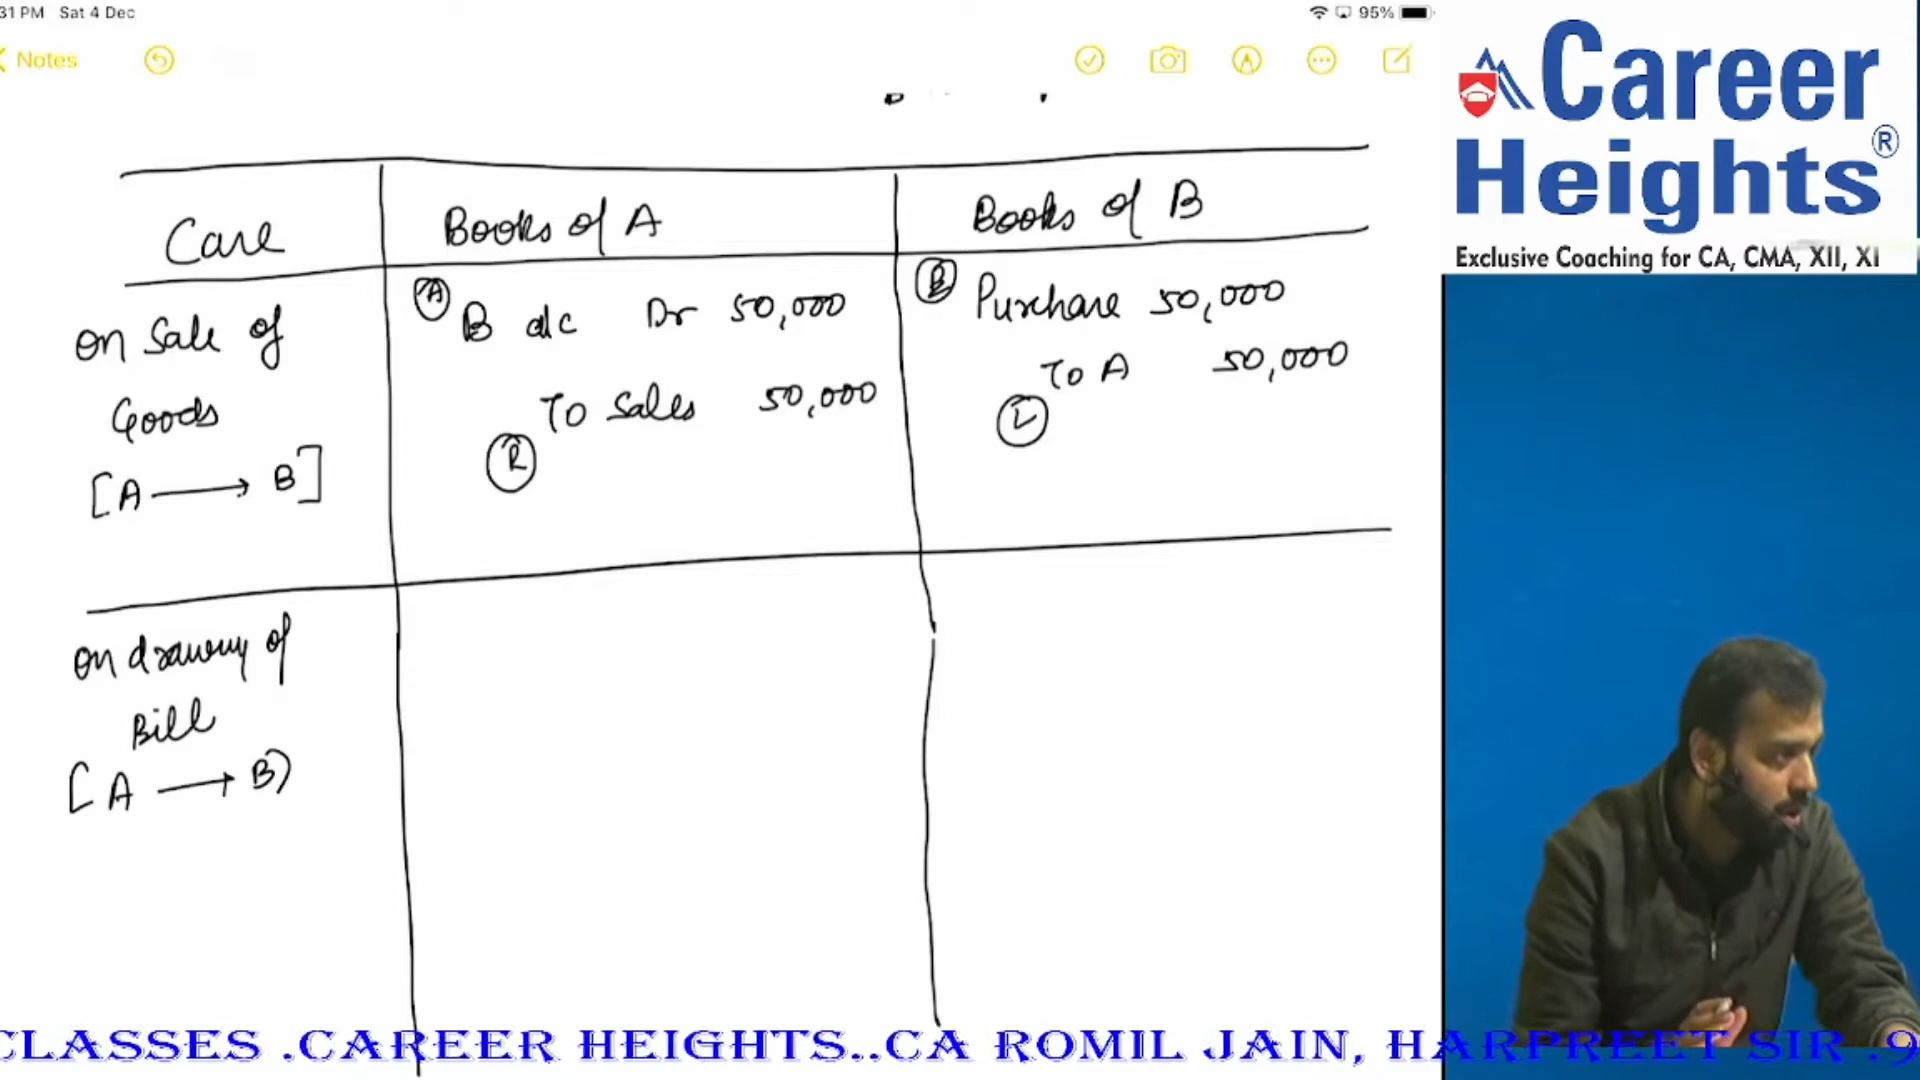 31 PM Sat 4 Dec
95%
Notes
Career
Heights®
Exclusive Coaching for CA, CMA, XII, XI
Case
Books of A
Books of B
on Sale of
Goods
[A → B]
(A) B a/c Dr 50,000
To Sales 50,000
(R)
(E) Purchase 50,000
To A 50,000
(L)
on drawing of
Bill
[A → B)
CLASSES .CAREER HEIGHTS..CA ROMIL JAIN, HARPREET SIR .9